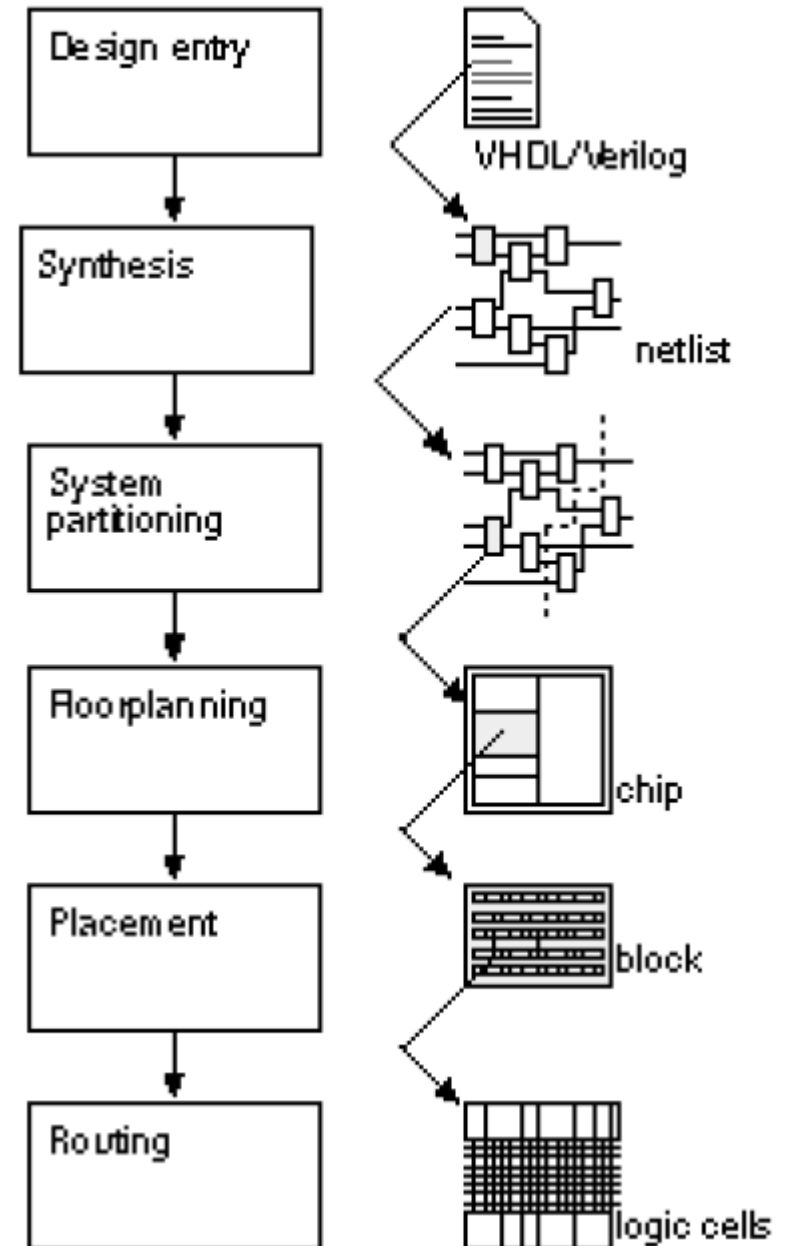 Design entry
VHDL/Verilog
Synthesis
netlist
System
partitioning
Floorplanning
chip
Placement
block
Routing
logic cells